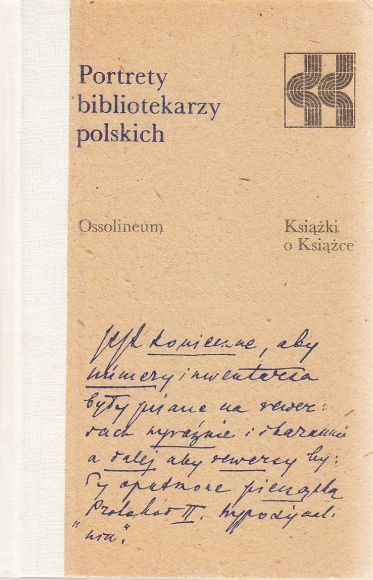 Portrety
bibliotekarzy
polskich
Ossolineum
Książki
o Książce
jest konieczne, aby
numery inwentarza
były pisane na rewer:
sach wyraźnie i starannie
a dalej aby rewersy by:
ły opatrzone pieczątką
II.